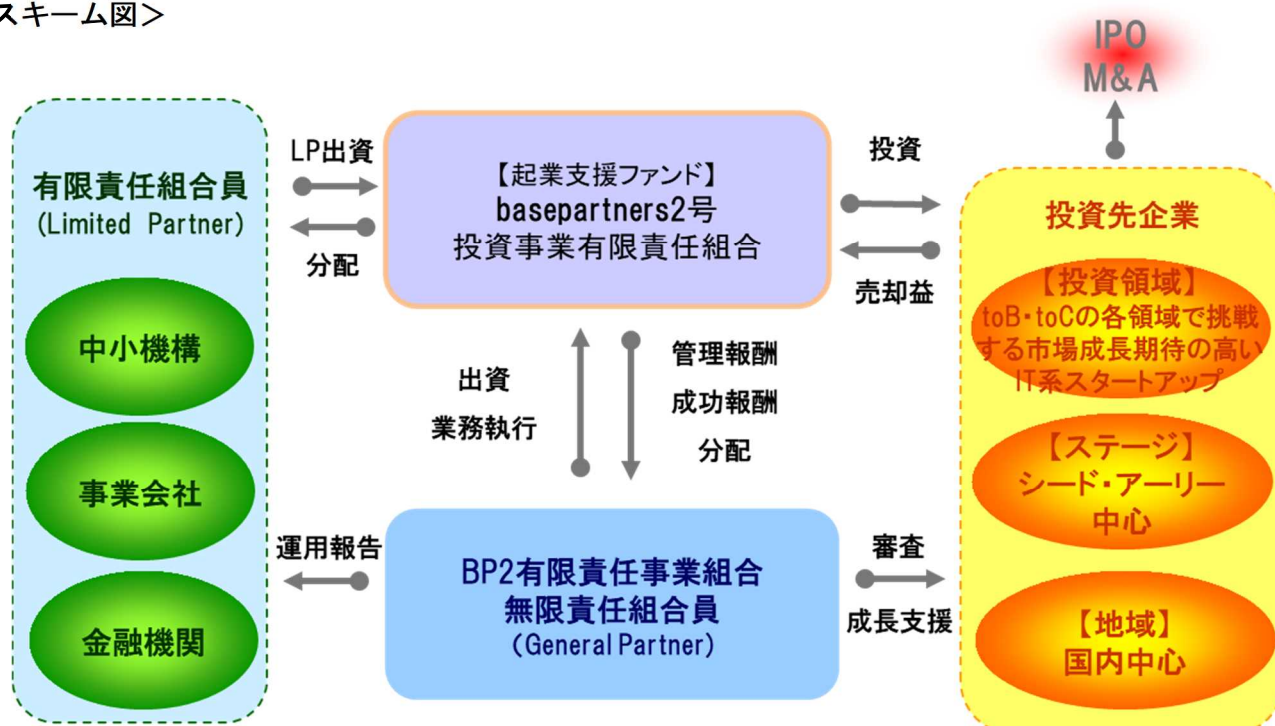 スキーム図＞
IPO
M&A
有限責任組合員
(Limited Partner)
中小機構
事業会社
金融機関
LP出資
分配
【起業支援ファンド】
basepartners2号
投資事業有限責任組合
投資
売却益
出資
業務執行
管理報酬
成功報酬
分配
運用報告
BP2有限責任事業組合
無限責任組合員
(General Partner)
審査
成長支援
投資先企業
【投資領域】
toB・toCの各領域で挑戦
する市場成長期待の高い
IT系スタートアップ
【ステージ】
シード・アーリー
中心
【地域】
国内中心